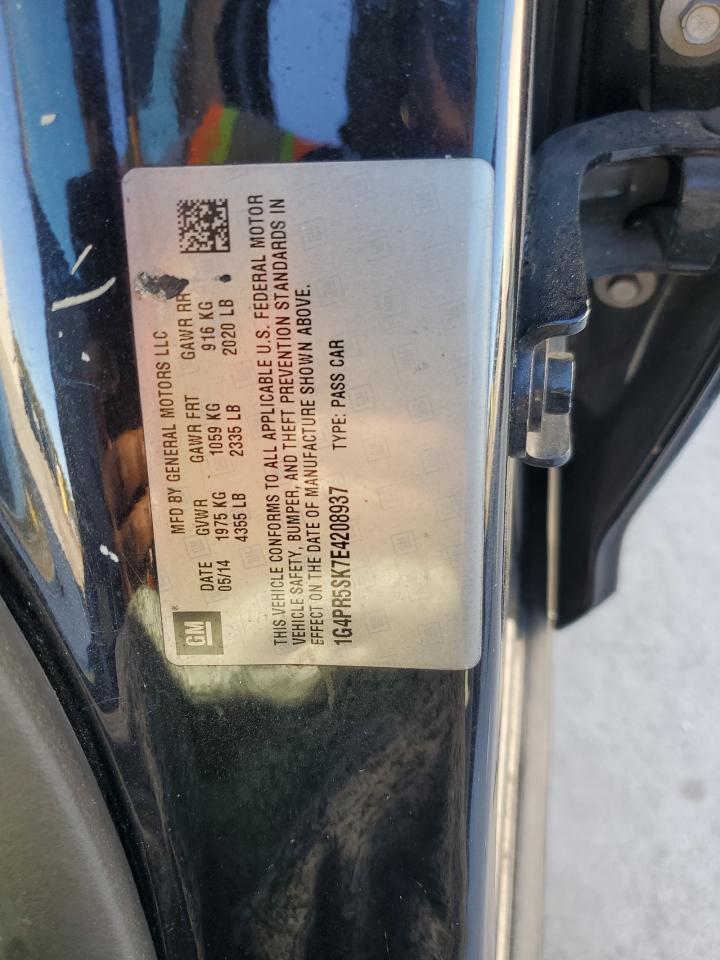 GM®
MFD BY GENERAL MOTORS LLC
DATE GVWR GAWR FRT GAWR RR
05/14 1975 KG 1059 KG 916 KG
4355 LB 2335 LB 2020 LB
THIS VEHICLE CONFORMS TO ALL APPLICABLE U.S. FEDERAL MOTOR
VEHICLE SAFETY, BUMPER, AND THEFT PREVENTION STANDARDS IN
EFFECT ON THE DATE OF MANUFACTURE SHOWN ABOVE.
1G4PR5SK7E4208937 TYPE: PASS CAR